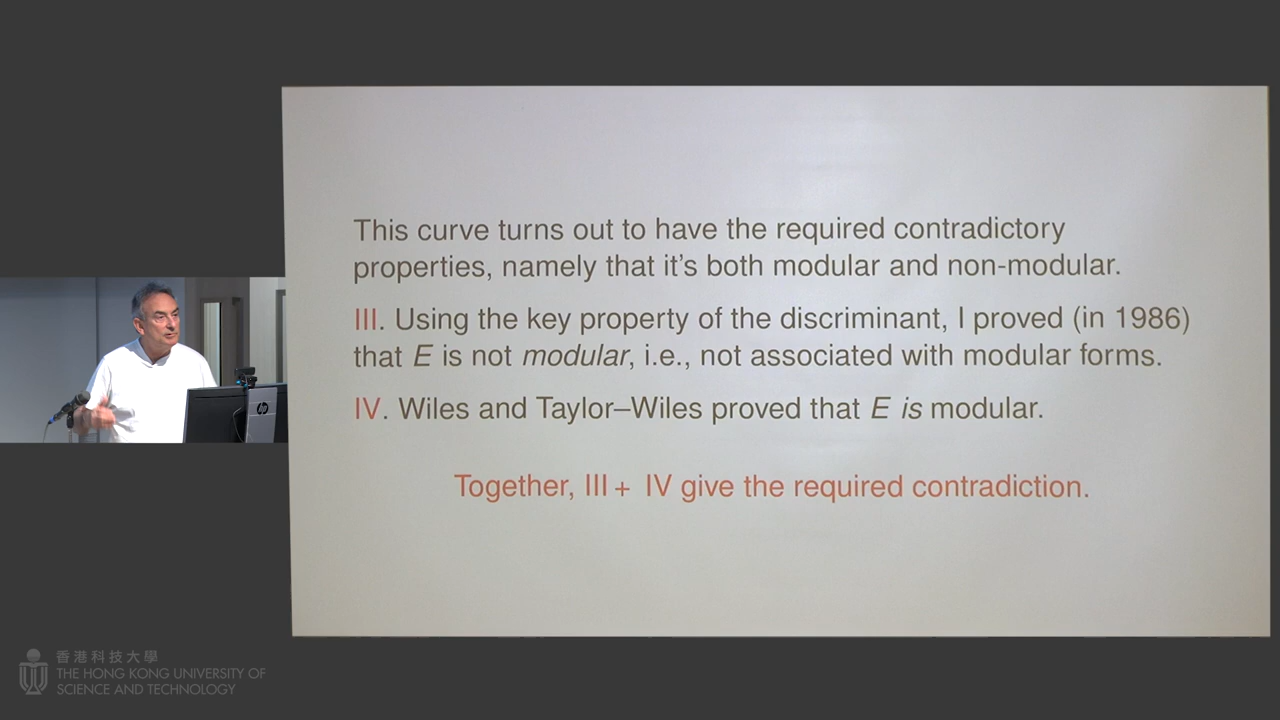 This curve turns out to have the required contradictory
properties, namely that it's both modular and non-modular.
III. Using the key property of the discriminant, I proved (in 1986)
that E is not modular, i.e., not associated with modular forms.
IV. Wiles and Taylor–Wiles proved that E is modular.
Together, III + IV give the required contradiction.
hp
香港科技大學
THE HONG KONG UNIVERSITY OF
SCIENCE AND TECHNOLOGY